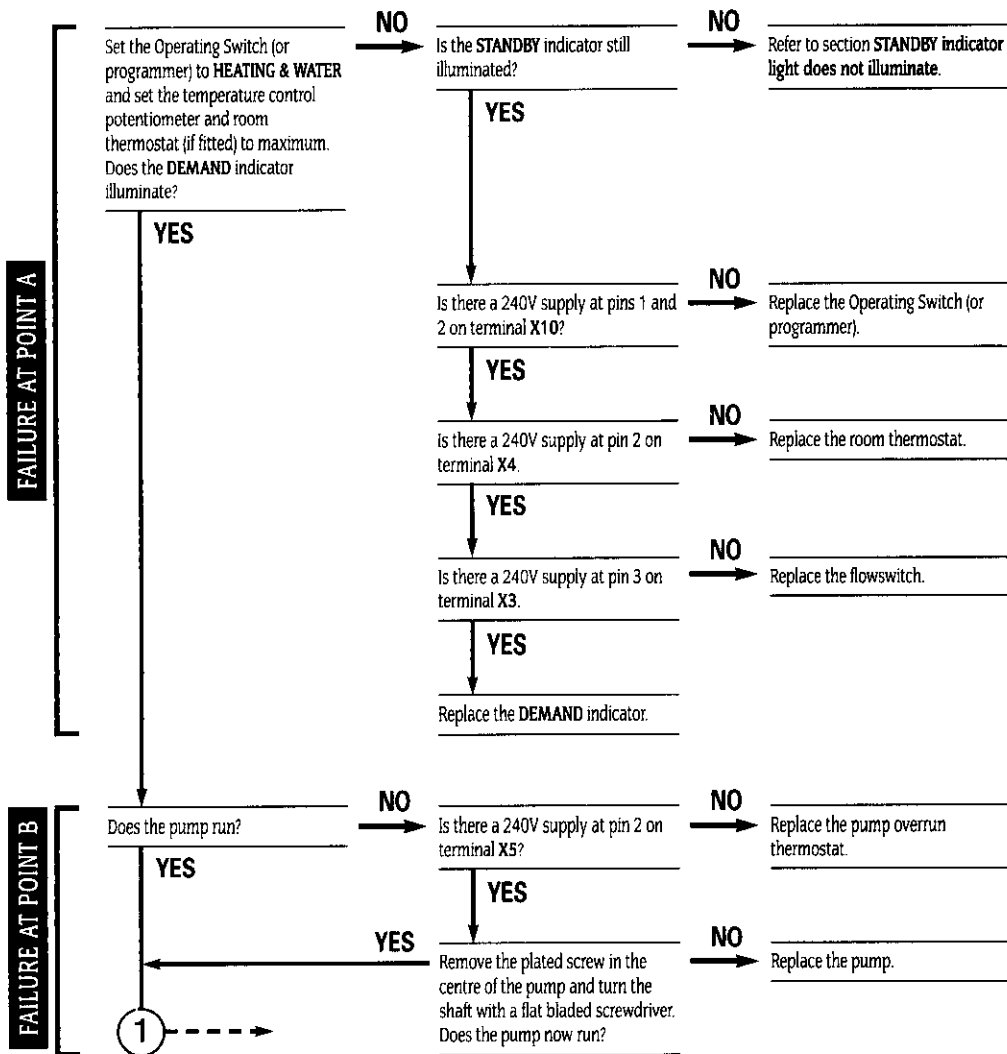 FAILURE AT POINT A
Set the Operating Switch (or
programmer) to HEATING & WATER
and set the temperature control
potentiometer and room
thermostat (if fitted) to maximum.
Does the DEMAND indicator
illuminate?
NO
Is the STANDBY indicator still
illuminated?
NO
Refer to section STANDBY indicator
light does not illuminate.
YES
YES
Is there a 240V supply at pins 1 and
2 on terminal X10?
NO
Replace the Operating Switch (or
programmer).
YES
Is there a 240V supply at pin 2 on
terminal X4.
NO
Replace the room thermostat.
YES
Is there a 240V supply at pin 3 on
terminal X3.
NO
Replace the flowswitch.
YES
Replace the DEMAND indicator.
FAILURE AT POINT B
Does the pump run?
NO
Is there a 240V supply at pin 2 on
terminal X5?
NO
Replace the pump overrun
thermostat.
YES
YES
YES
Remove the plated screw in the
centre of the pump and turn the
shaft with a flat bladed screwdriver.
Does the pump now run?
NO
Replace the pump.
1